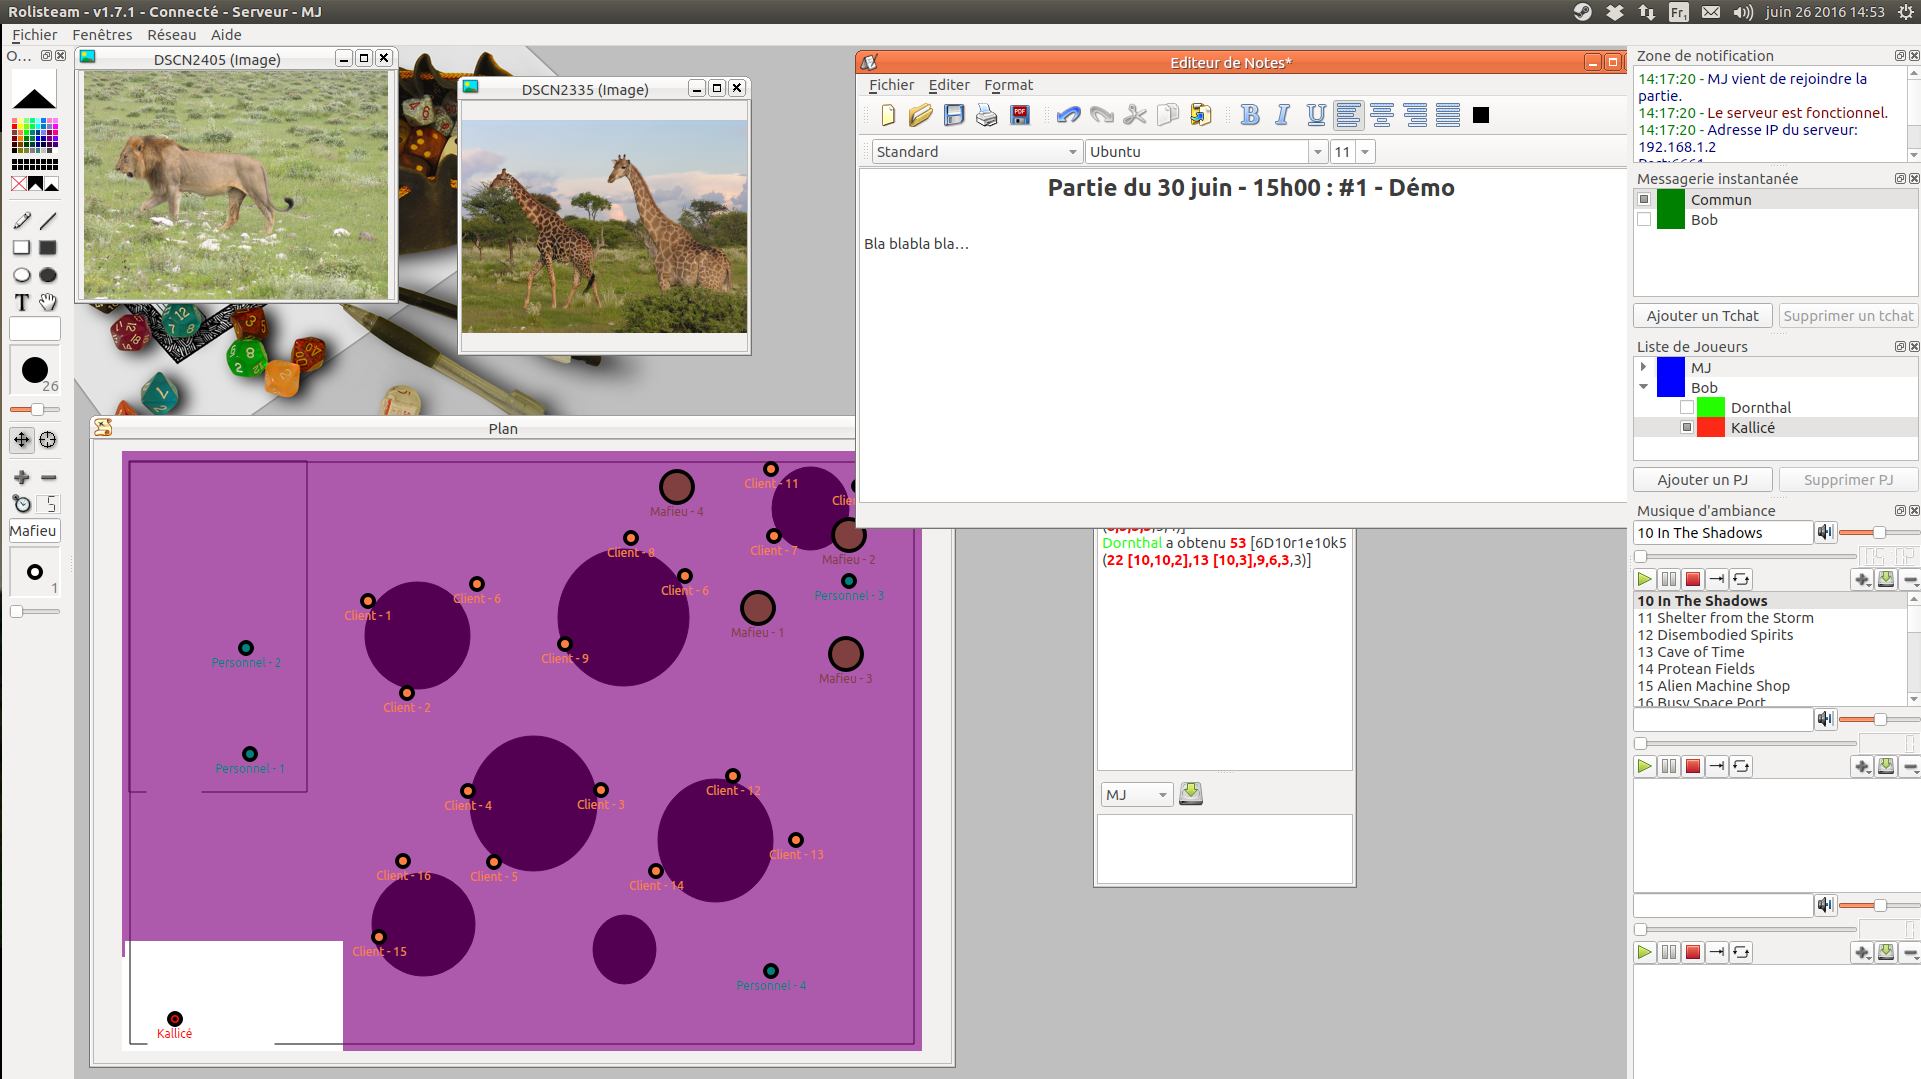 Rolisteam - v1.7.1 - Connecté - Serveur - MJ
Fr1
juin 26 2016 14:53
Fichier Fenêtres Réseau Aide
O...
DSCN2405 (Image)
DSCN2335 (Image)
26
5
Mafieu
1
Plan
Client - 11
Mafieu - 4
Client - 8
Client - 7
Mafieu - 2
Client - 6
Client - 6
Personnel - 3
Client - 1
Mafieu - 1
Client - 9
Personnel - 2
Mafieu - 3
Client - 2
Personnel - 1
Client - 12
Client - 4
Client - 3
Client - 13
Client - 16
Client - 5
Client - 14
Client - 15
Personnel - 4
Kallicé
Editeur de Notes*
Fichier Editer Format
PDF
B I U
Standard
Ubuntu
11
Partie du 30 juin - 15h00 : #1 - Démo
Bla blabla bla...
Dornthal a obtenu 53 [6D10r1e10k5
(22 [10,10,2],13 [10,3],9,6,3,3)]
MJ
Zone de notification
14:17:20 - MJ vient de rejoindre la
partie.
14:17:20 - Le serveur est fonctionnel.
14:17:20 - Adresse IP du serveur:
192.168.1.2
Messagerie instantanée
Commun
Bob
Ajouter un Tchat
Supprimer un tchat
Liste de Joueurs
MJ
Bob
Dornthal
Kallicé
Ajouter un PJ
Supprimer PJ
Musique d'ambiance
10 In The Shadows
05:02
10 In The Shadows
11 Shelter from the Storm
12 Disembodied Spirits
13 Cave of Time
14 Protean Fields
15 Alien Machine Shop
16 Busy Space Port